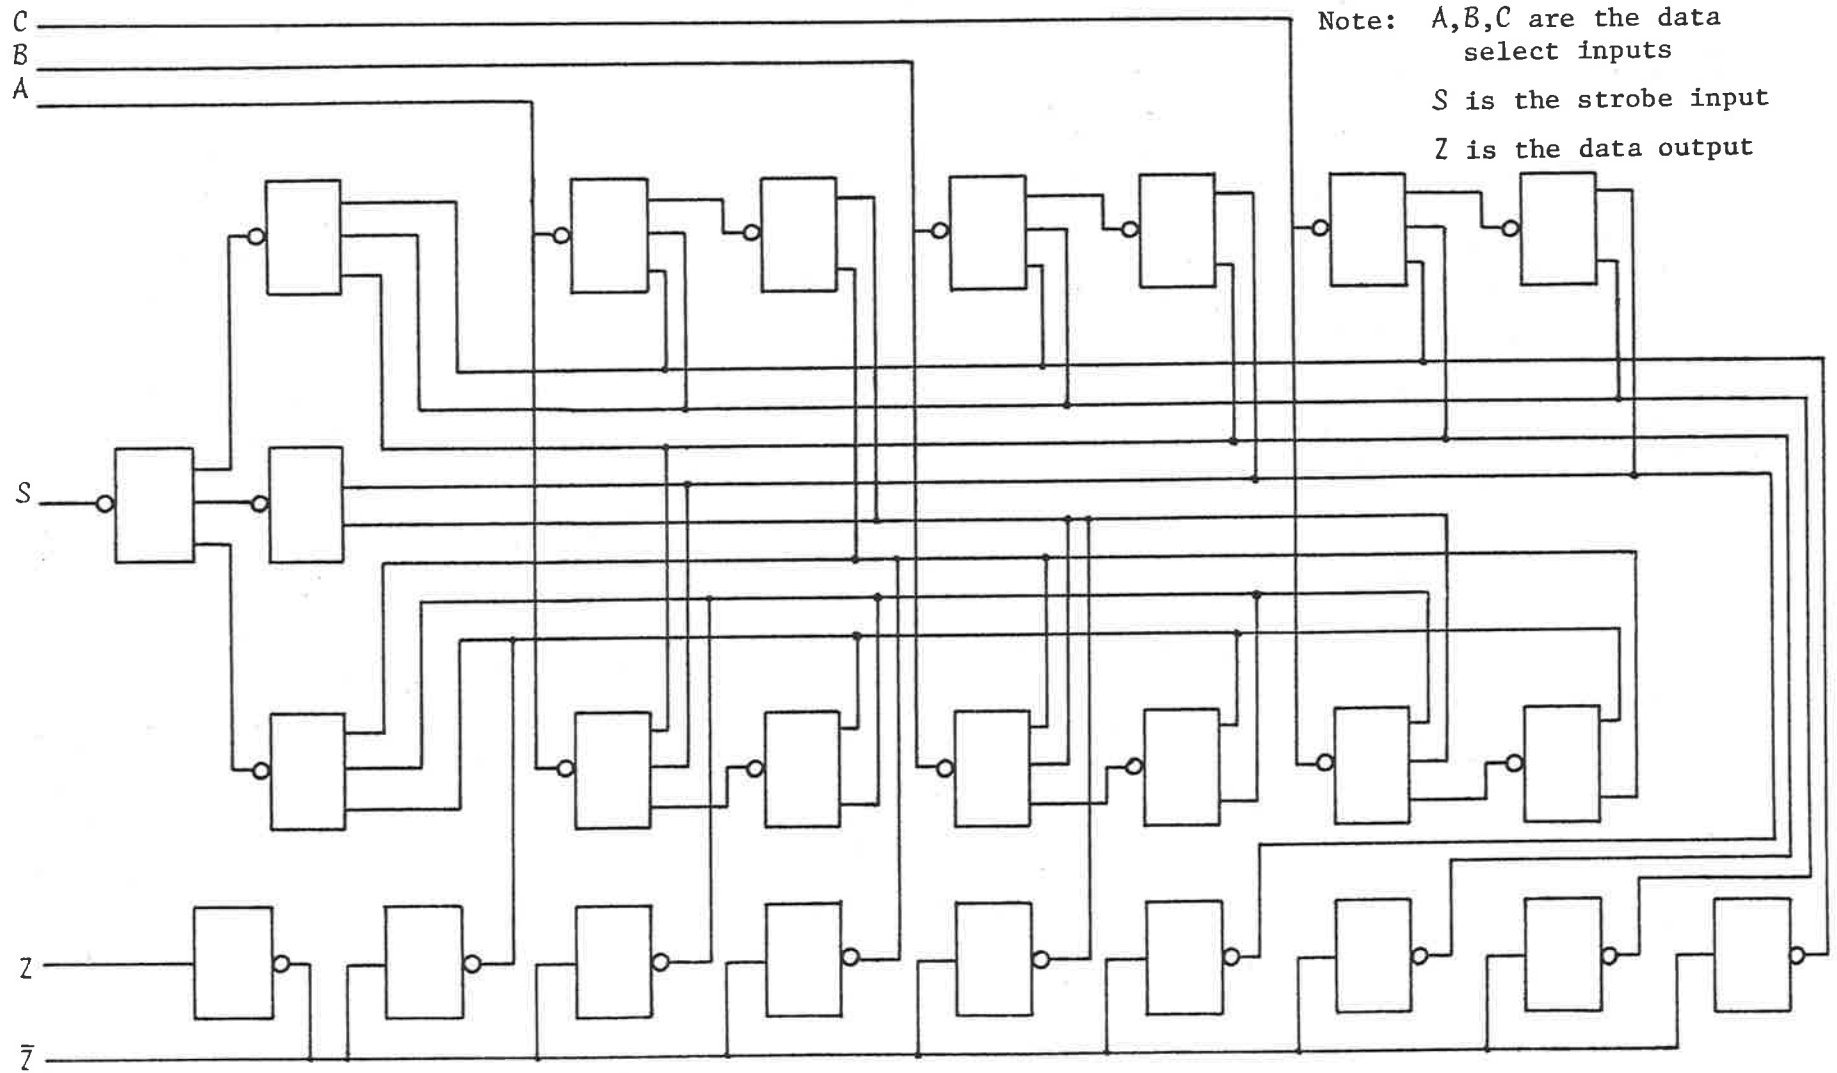 C
B
A
Note: A,B,C are the data
select inputs
S is the strobe input
Z is the data output
S
Z
Z̅